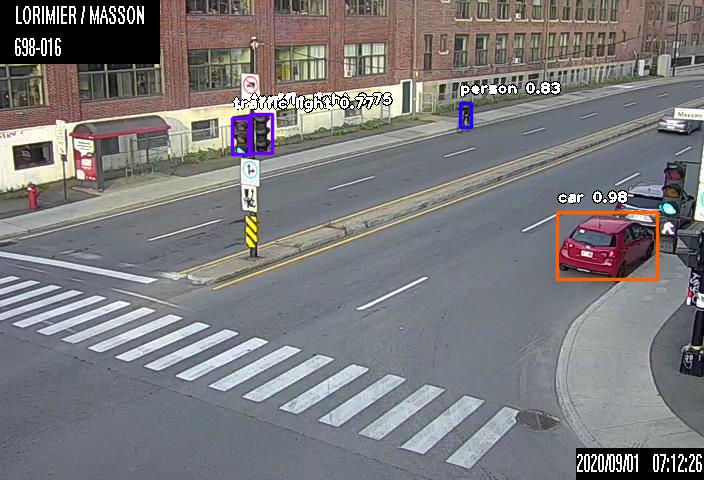 LORIMIER / MASSON
698-016
person 0.83
traffic light 0.77
Masson
car 0.98
2020/09/01 07:12:26